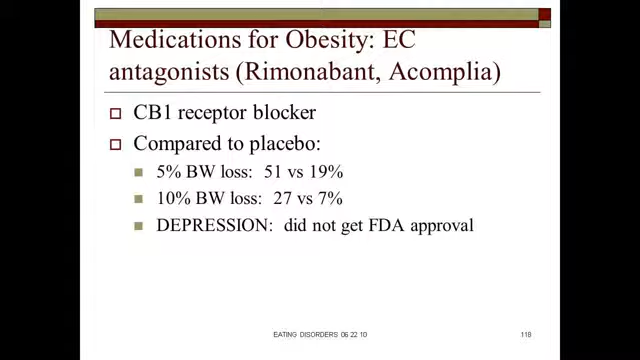 Medications for Obesity: EC
antagonists (Rimonabant, Acomplia)
CB1 receptor blocker
Compared to placebo:
5% BW loss: 51 vs 19%
10% BW loss: 27 vs 7%
DEPRESSION: did not get FDA approval
EATING DISORDERS 06 22 10
118